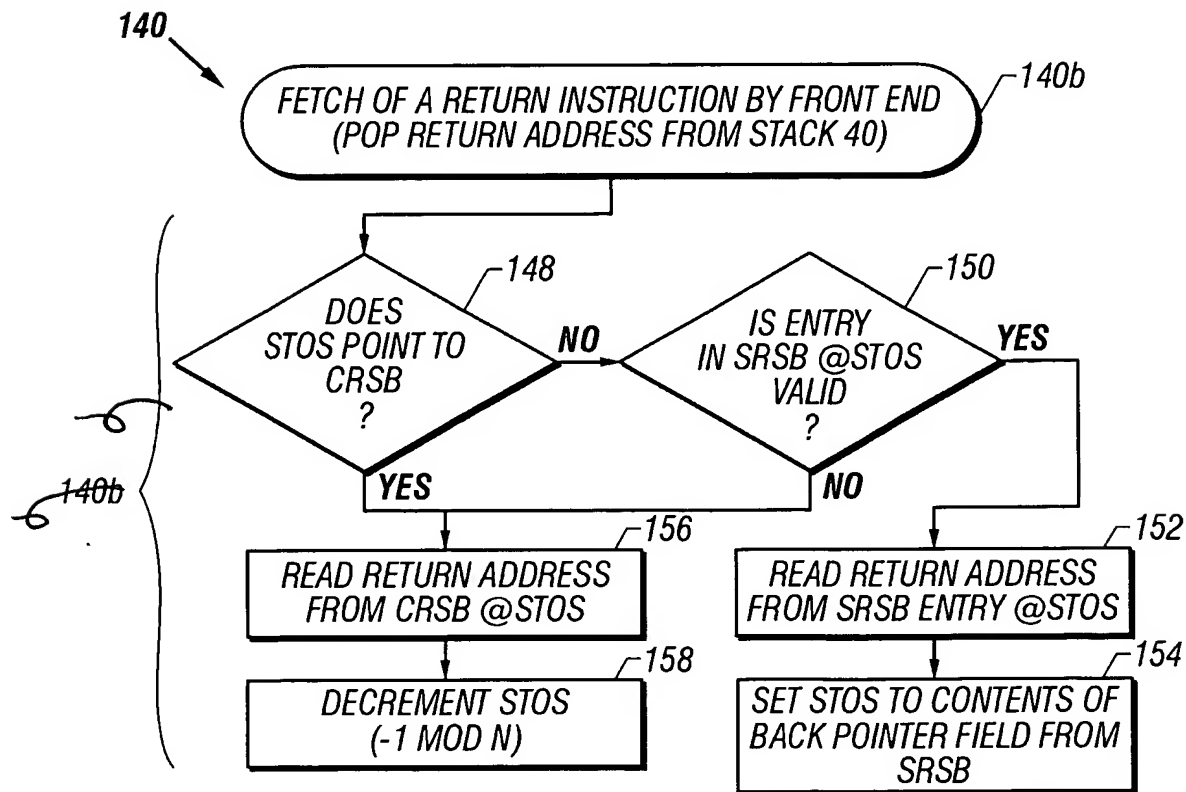 140
FETCH OF A RETURN INSTRUCTION BY FRONT END
(POP RETURN ADDRESS FROM STACK 40)
140b
DOES
STOS POINT TO
CRSB
?
148
NO
IS ENTRY
IN SRSB @STOS
VALID
?
150
YES
140b
YES
NO
156
READ RETURN ADDRESS
FROM CRSB @STOS
152
READ RETURN ADDRESS
FROM SRSB ENTRY @STOS
158
DECREMENT STOS
(-1 MOD N)
154
SET STOS TO CONTENTS OF
BACK POINTER FIELD FROM
SRSB